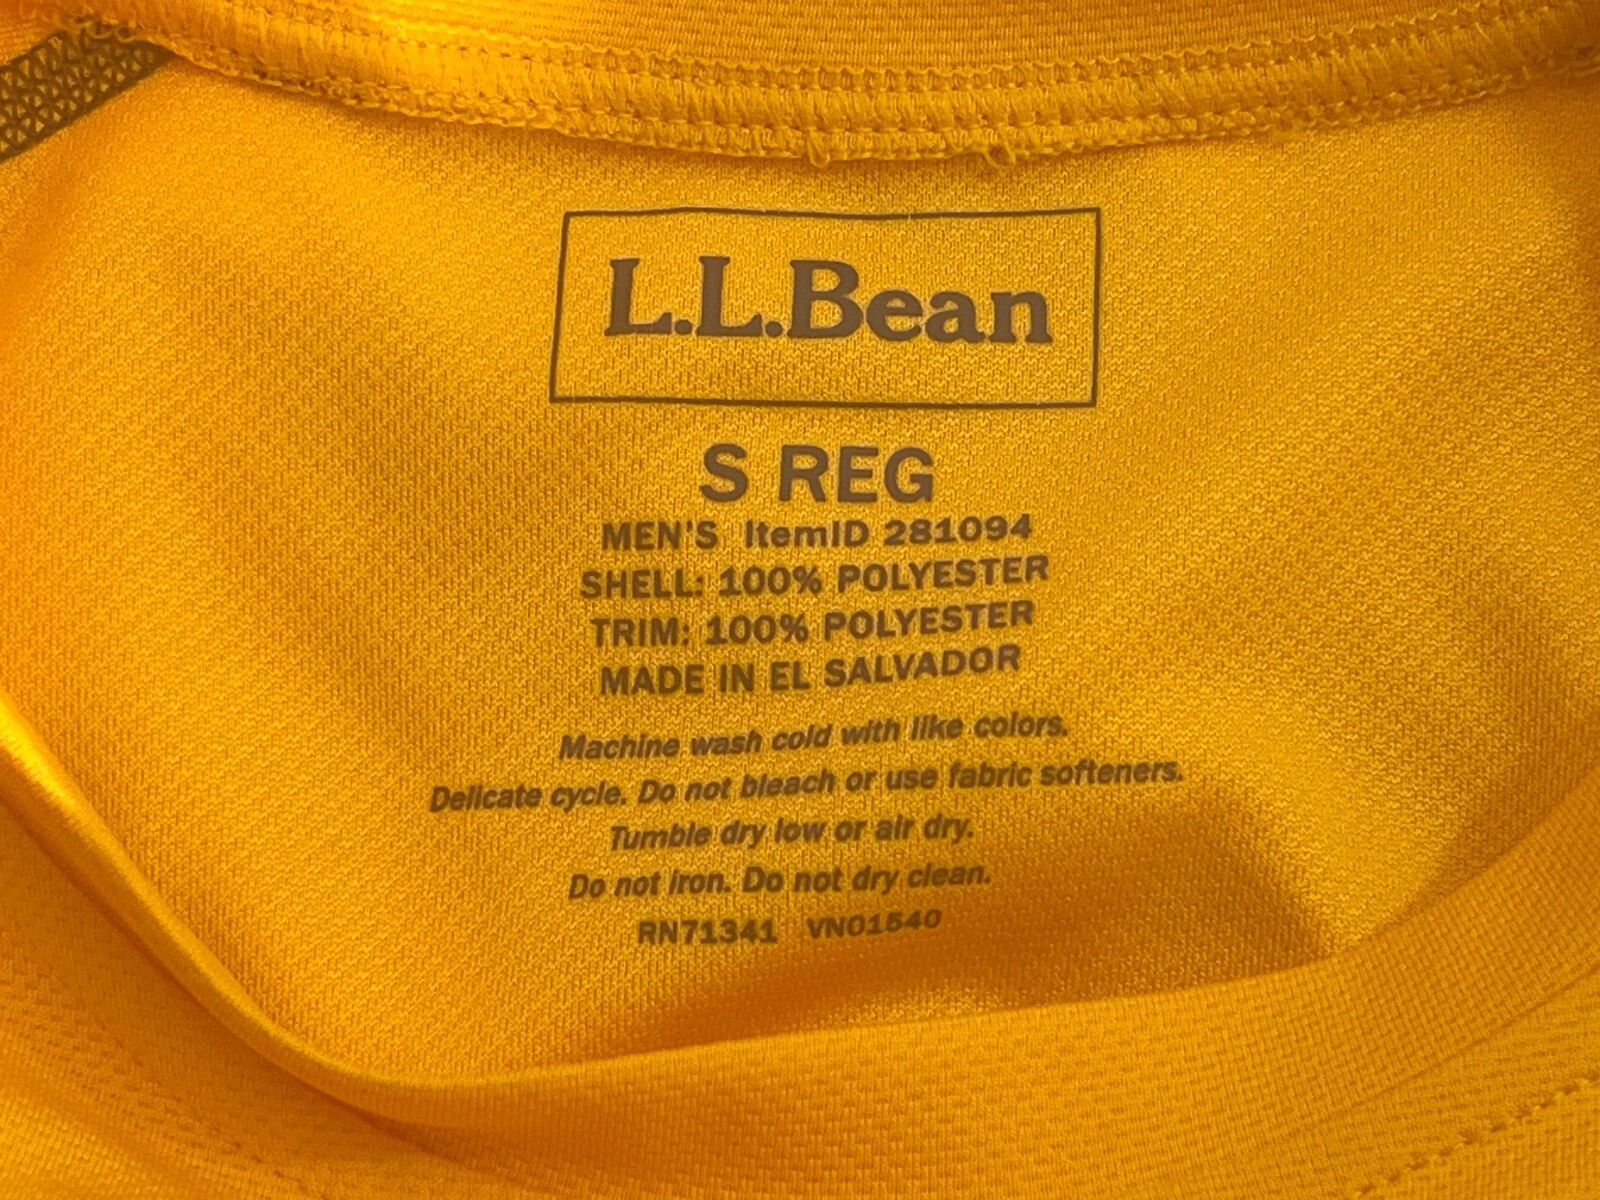 L.L.Bean
S REG
MEN'S ItemID 281094
SHELL: 100% POLYESTER
TRIM: 100% POLYESTER
MADE IN EL SALVADOR
Machine wash cold with like colors.
Delicate cycle. Do not bleach or use fabric softeners.
Tumble dry low or air dry.
Do not iron. Do not dry clean.
RN71341 VN01540